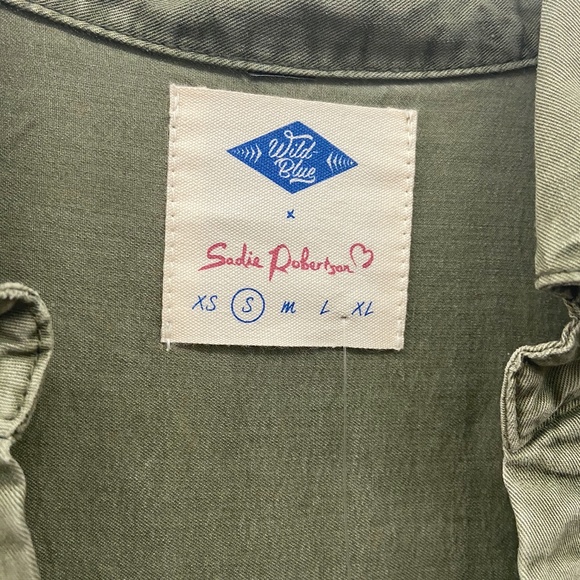 Wild-
Blue
x
Sadie Robertson
XS S M L XL